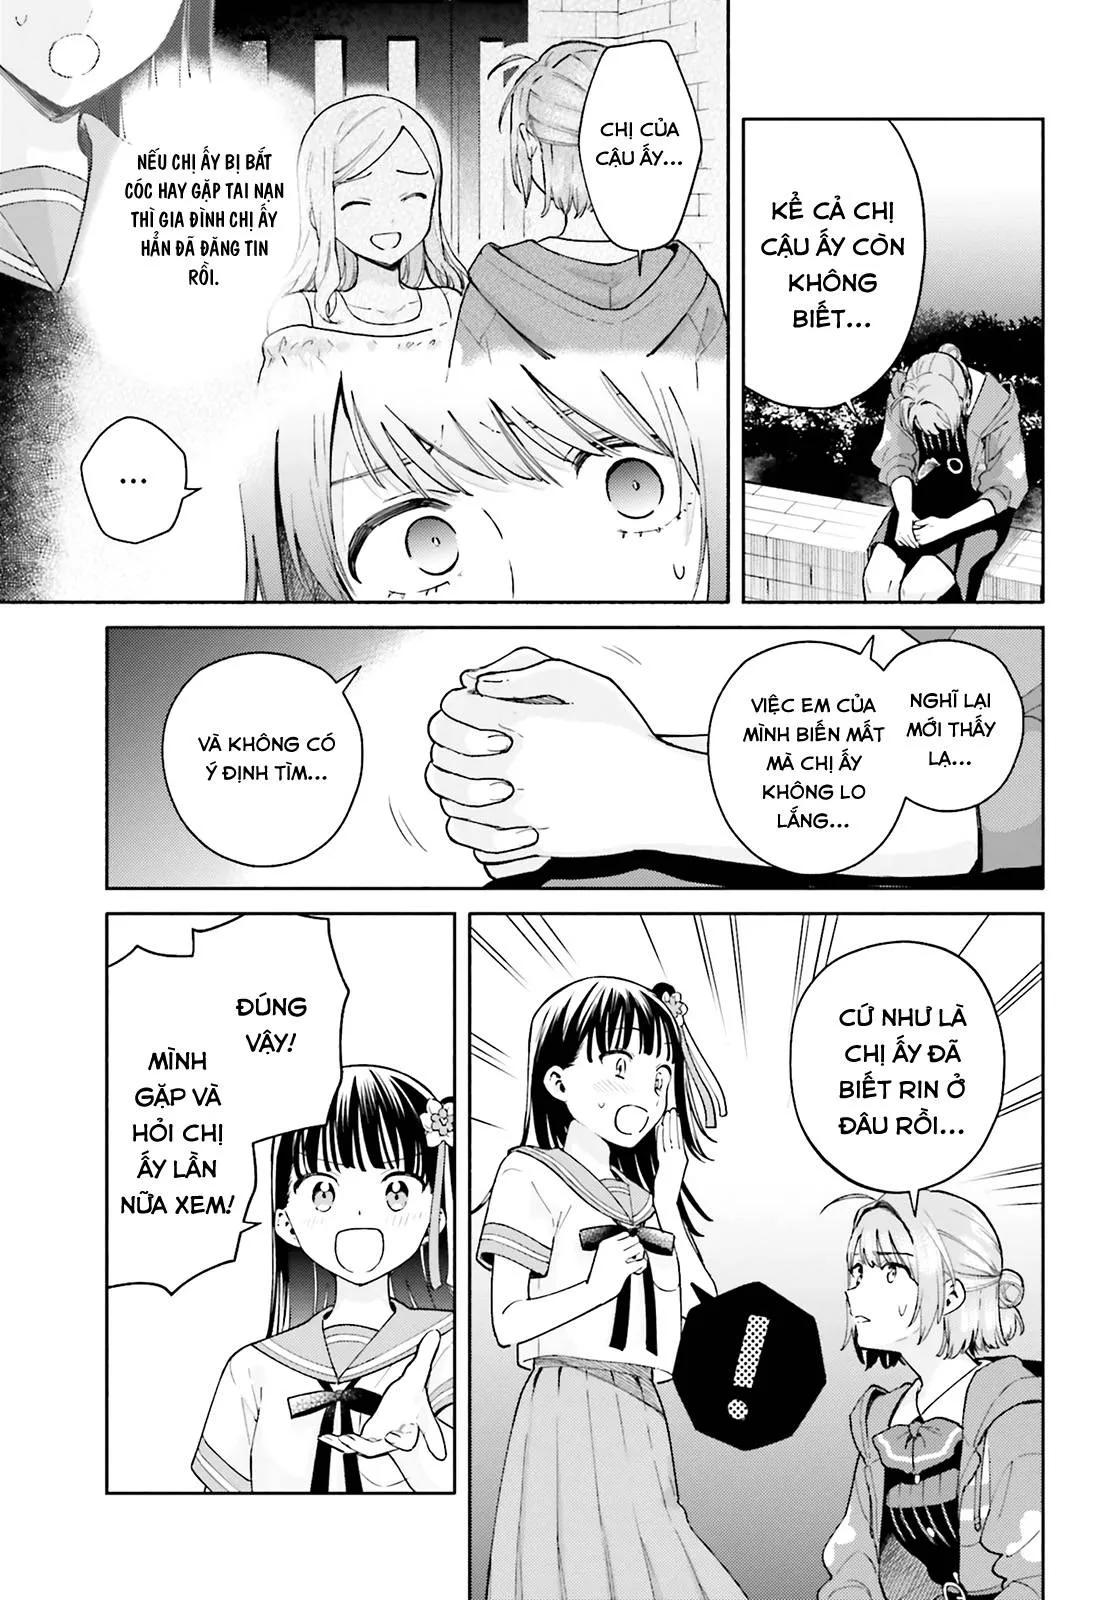 KỂ CẢ CHỊ
CẬU ẤY CÒN
KHÔNG
BIẾT...
CHỊ CỦA
CẬU ẤY...
NẾU CHỊ ẤY BỊ BẮT
CÓC HAY GẶP TAI NẠN
THÌ GIA ĐÌNH CHỊ ẤY
HẲN ĐÃ ĐĂNG TIN
RỒI.
...
NGHĨ LẠI
MỚI THẤY
LẠ...
VIỆC EM CỦA
MÌNH BIẾN MẤT
MÀ CHỊ ẤY
KHÔNG LO
LẮNG...
VÀ KHÔNG CÓ
Ý ĐỊNH TÌM...
CỨ NHƯ LÀ
CHỊ ẤY ĐÃ
BIẾT RIN Ở
ĐÂU RỒI...
!
ĐÚNG
VẬY!
MÌNH
GẶP VÀ
HỎI CHỊ
ẤY LẦN
NỮA XEM!